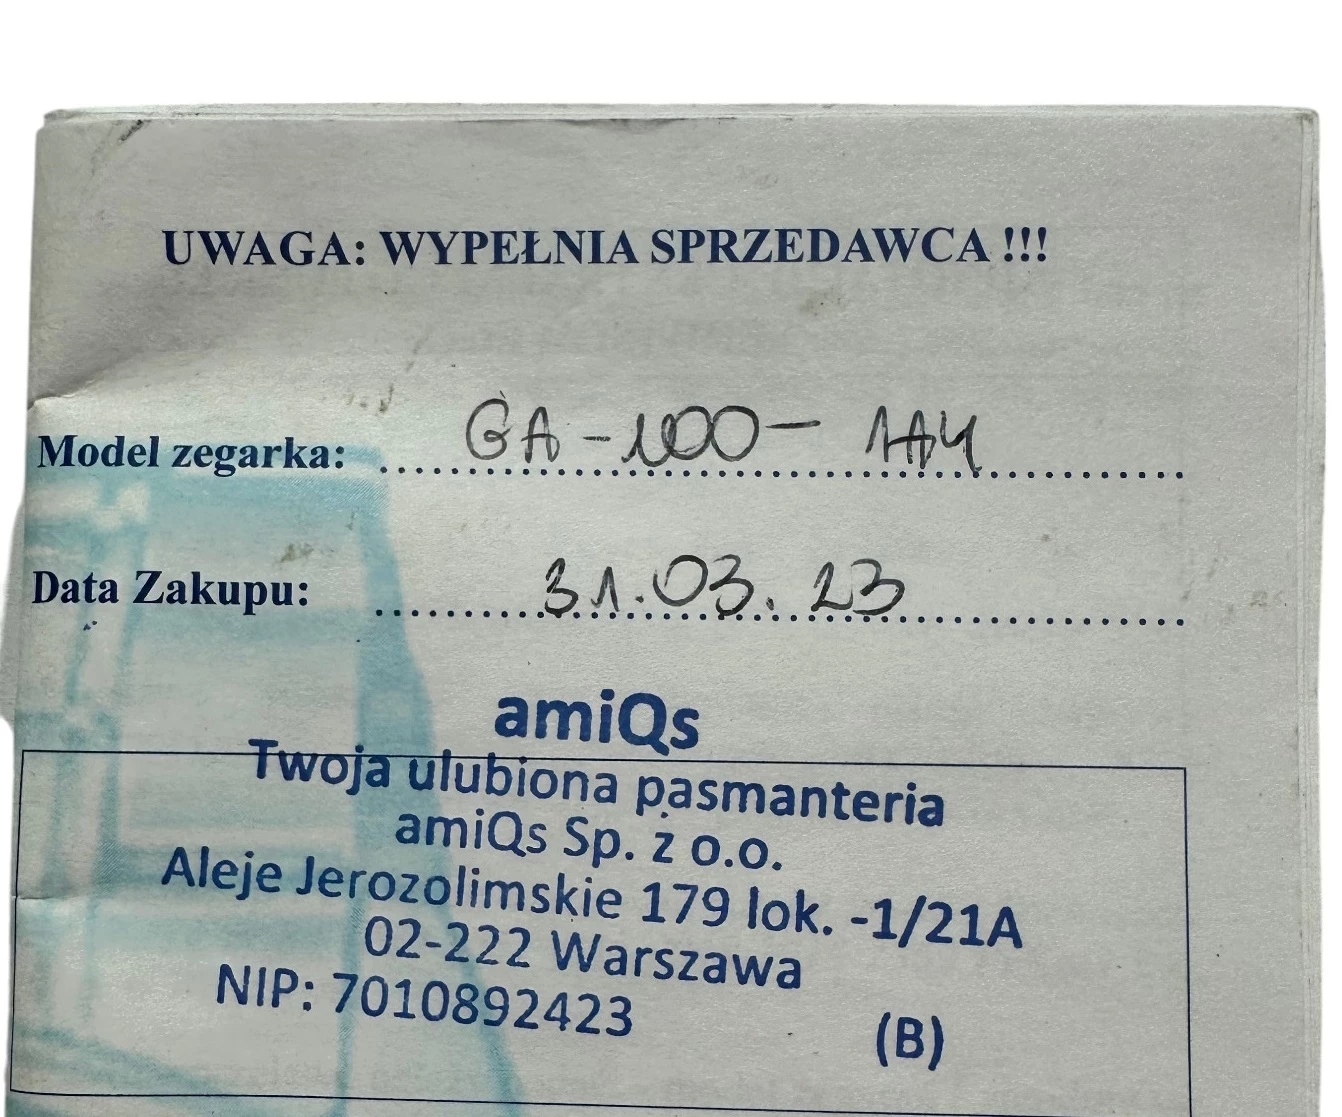 UWAGA: WYPEŁNIA SPRZEDAWCA !!!
Model zegarka: GA-100- 1A4
Data Zakupu: 31.03.23
amiQs
Twoja ulubiona pasmanteria
amiQs Sp. z o.o.
Aleje Jerozolimskie 179 lok. -1/21A
02-222 Warszawa
NIP: 7010892423
(B)